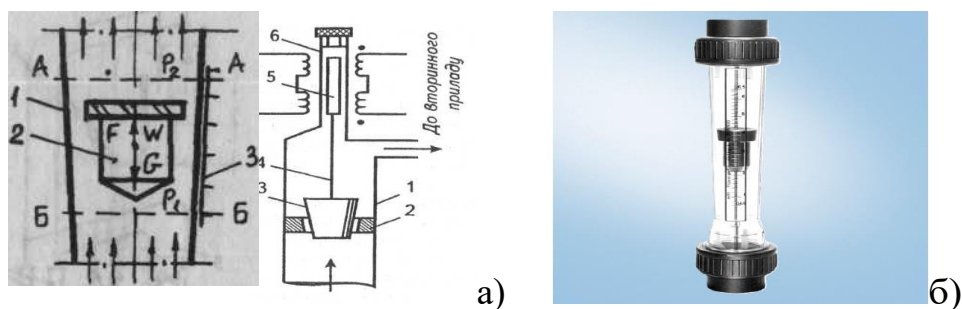 A
P₂
A
1
2
F
W
G
3
P₁
Б
Б
6
5
4
3
1
2
До вторинного
приладу
а)
б)